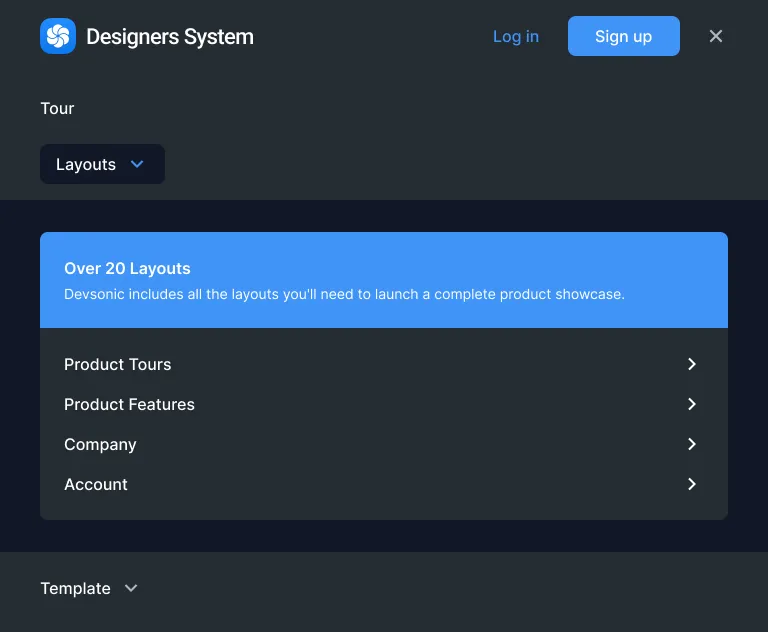 Designers System
Log in
Sign up
Tour
Layouts
Over 20 Layouts
Devsonic includes all the layouts you'll need to launch a complete product showcase.
Product Tours
Product Features
Company
Account
Template